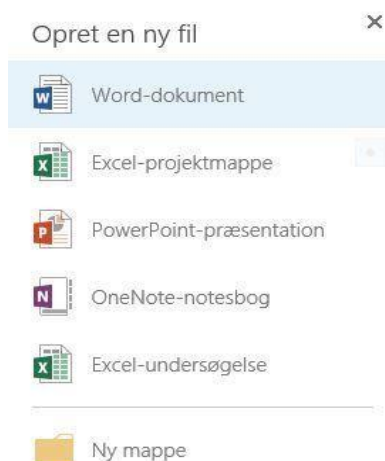 Opret en ny fil
Word-dokument
Excel-projektmappe
PowerPoint-præsentation
OneNote-notesbog
Excel-undersøgelse
Ny mappe